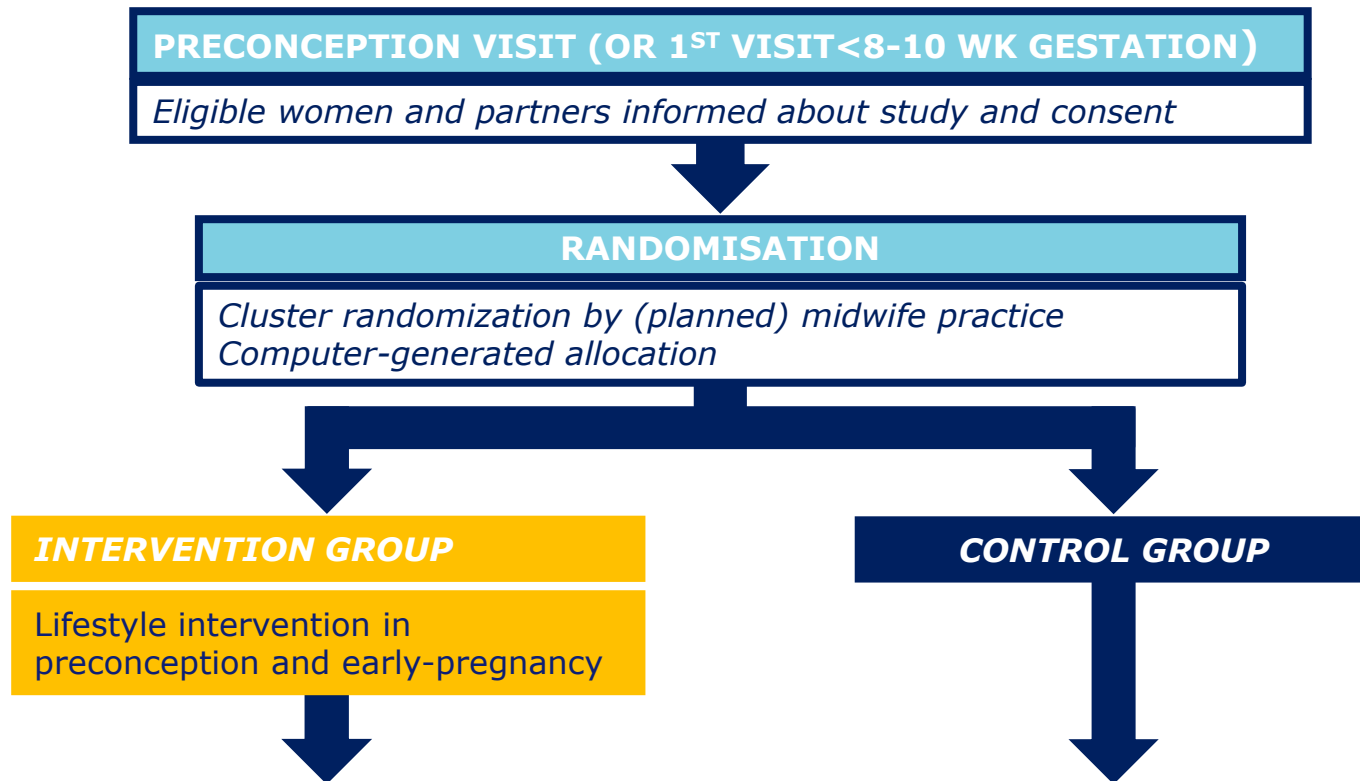 PRECONCEPTION VISIT (OR 1ST VISIT<8-10 WK GESTATION)
Eligible women and partners informed about study and consent
RANDOMISATION
Cluster randomization by (planned) midwife practice
Computer-generated allocation
INTERVENTION GROUP
CONTROL GROUP
Lifestyle intervention in
preconception and early-pregnancy